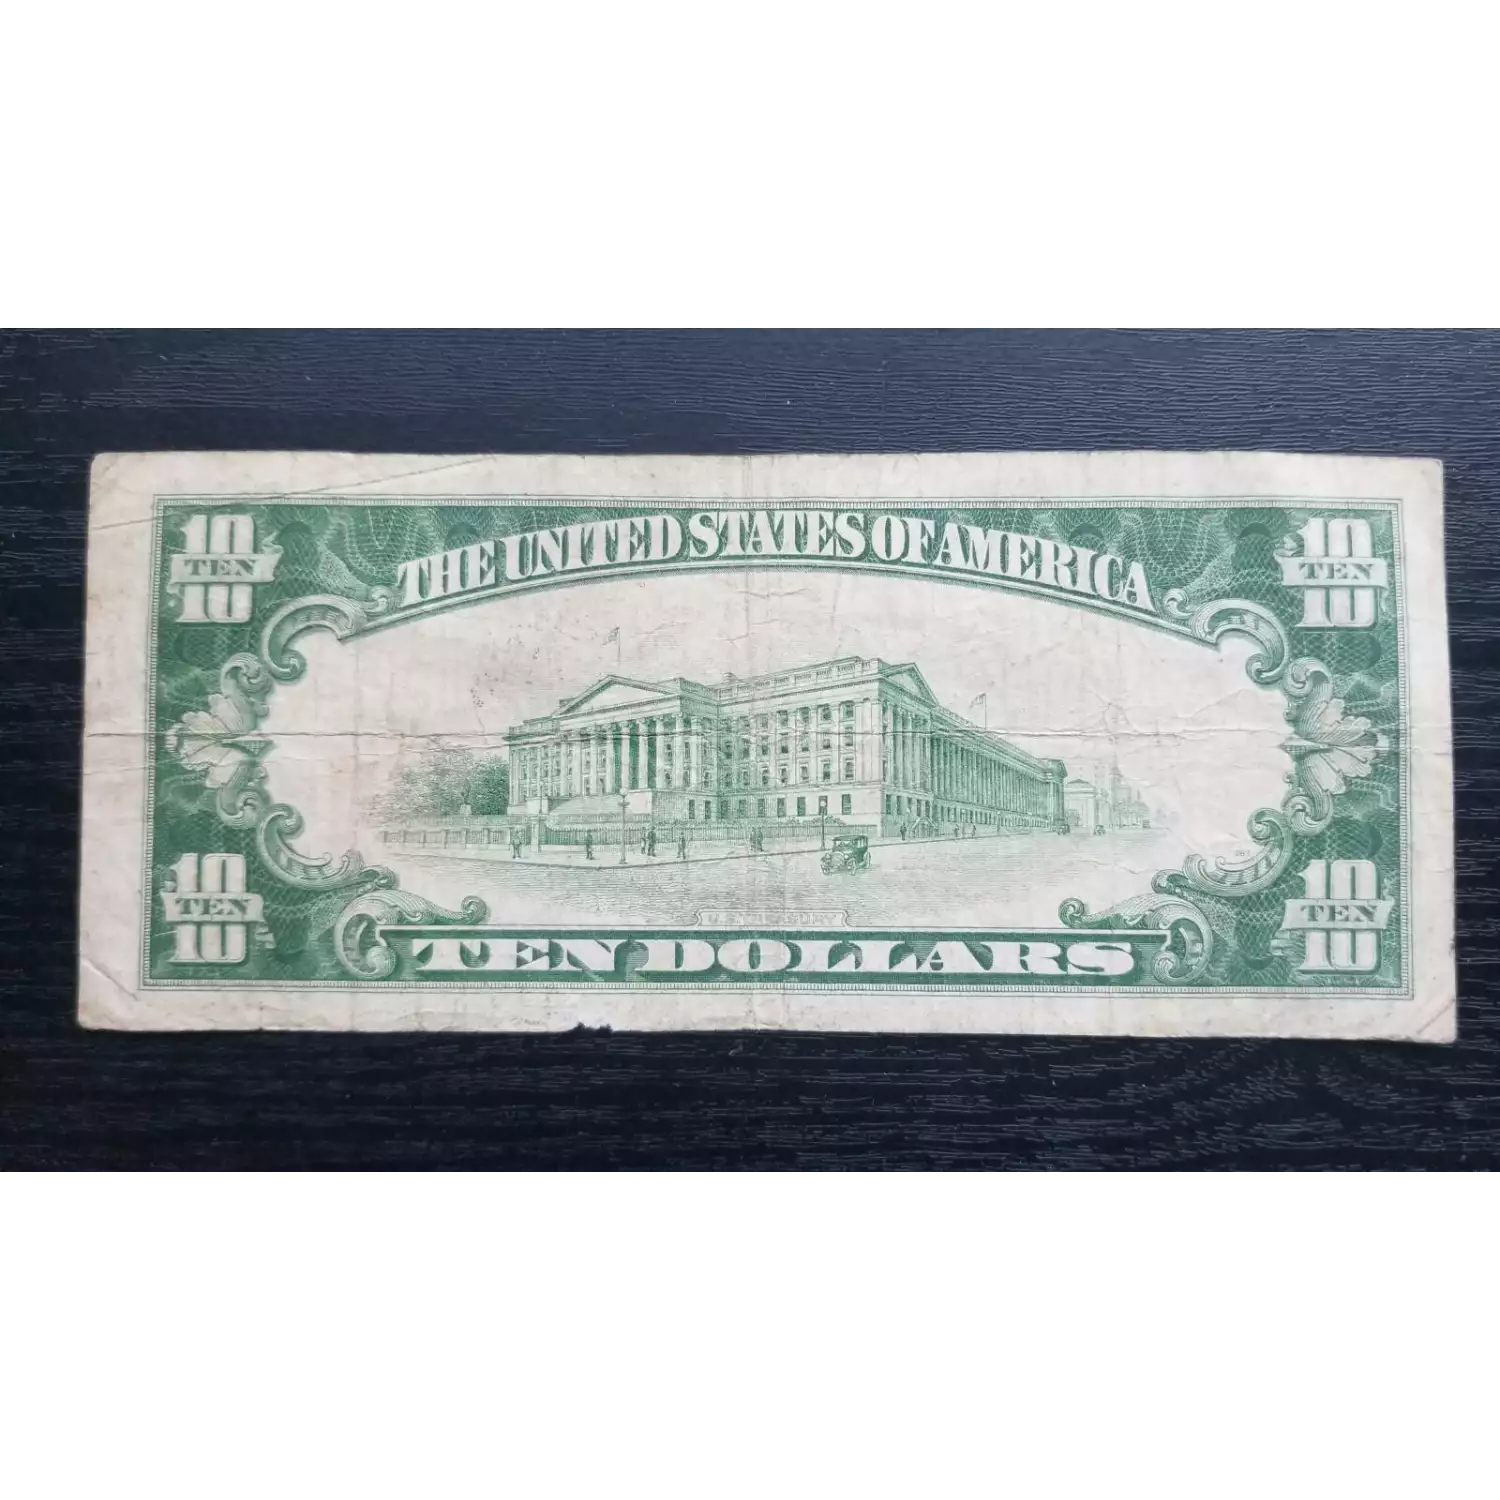 10 TEN 10
THE UNITED STATES OF AMERICA
10 TEN 10
10 TEN 10
U.S. TREASURY
TEN DOLLARS
10 TEN 10